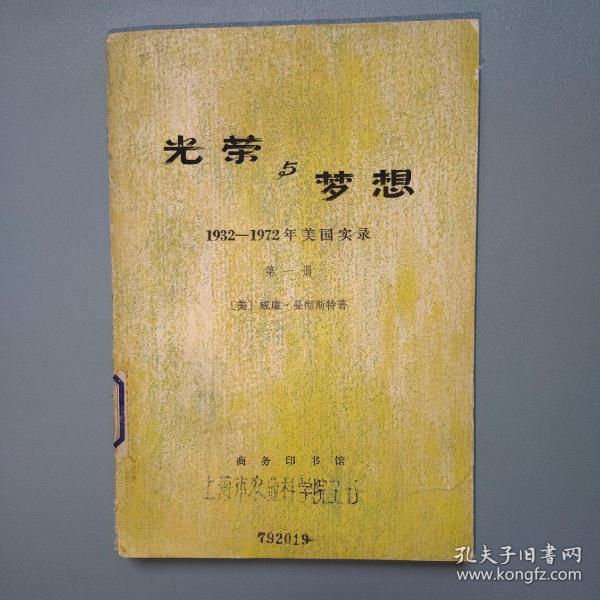 光荣与梦想
1932—1972年美国实录
第一册
〔美〕威廉·曼彻斯特著
商务印书馆
上海市农业科学院
792019
孔夫子旧书网
www.kongfz.com